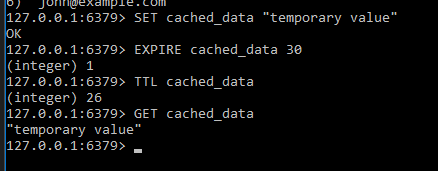 6) "john@example.com"
127.0.0.1:6379> SET cached_data "temporary value"
OK
127.0.0.1:6379> EXPIRE cached_data 30
(integer) 1
127.0.0.1:6379> TTL cached_data
(integer) 26
127.0.0.1:6379> GET cached_data
"temporary value"
127.0.0.1:6379>